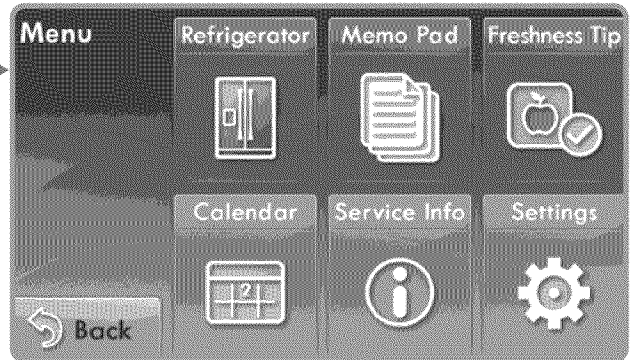 Menu
Refrigerator
Memo Pad
Freshness Tip
Calendar
Service Info
Settings
Back